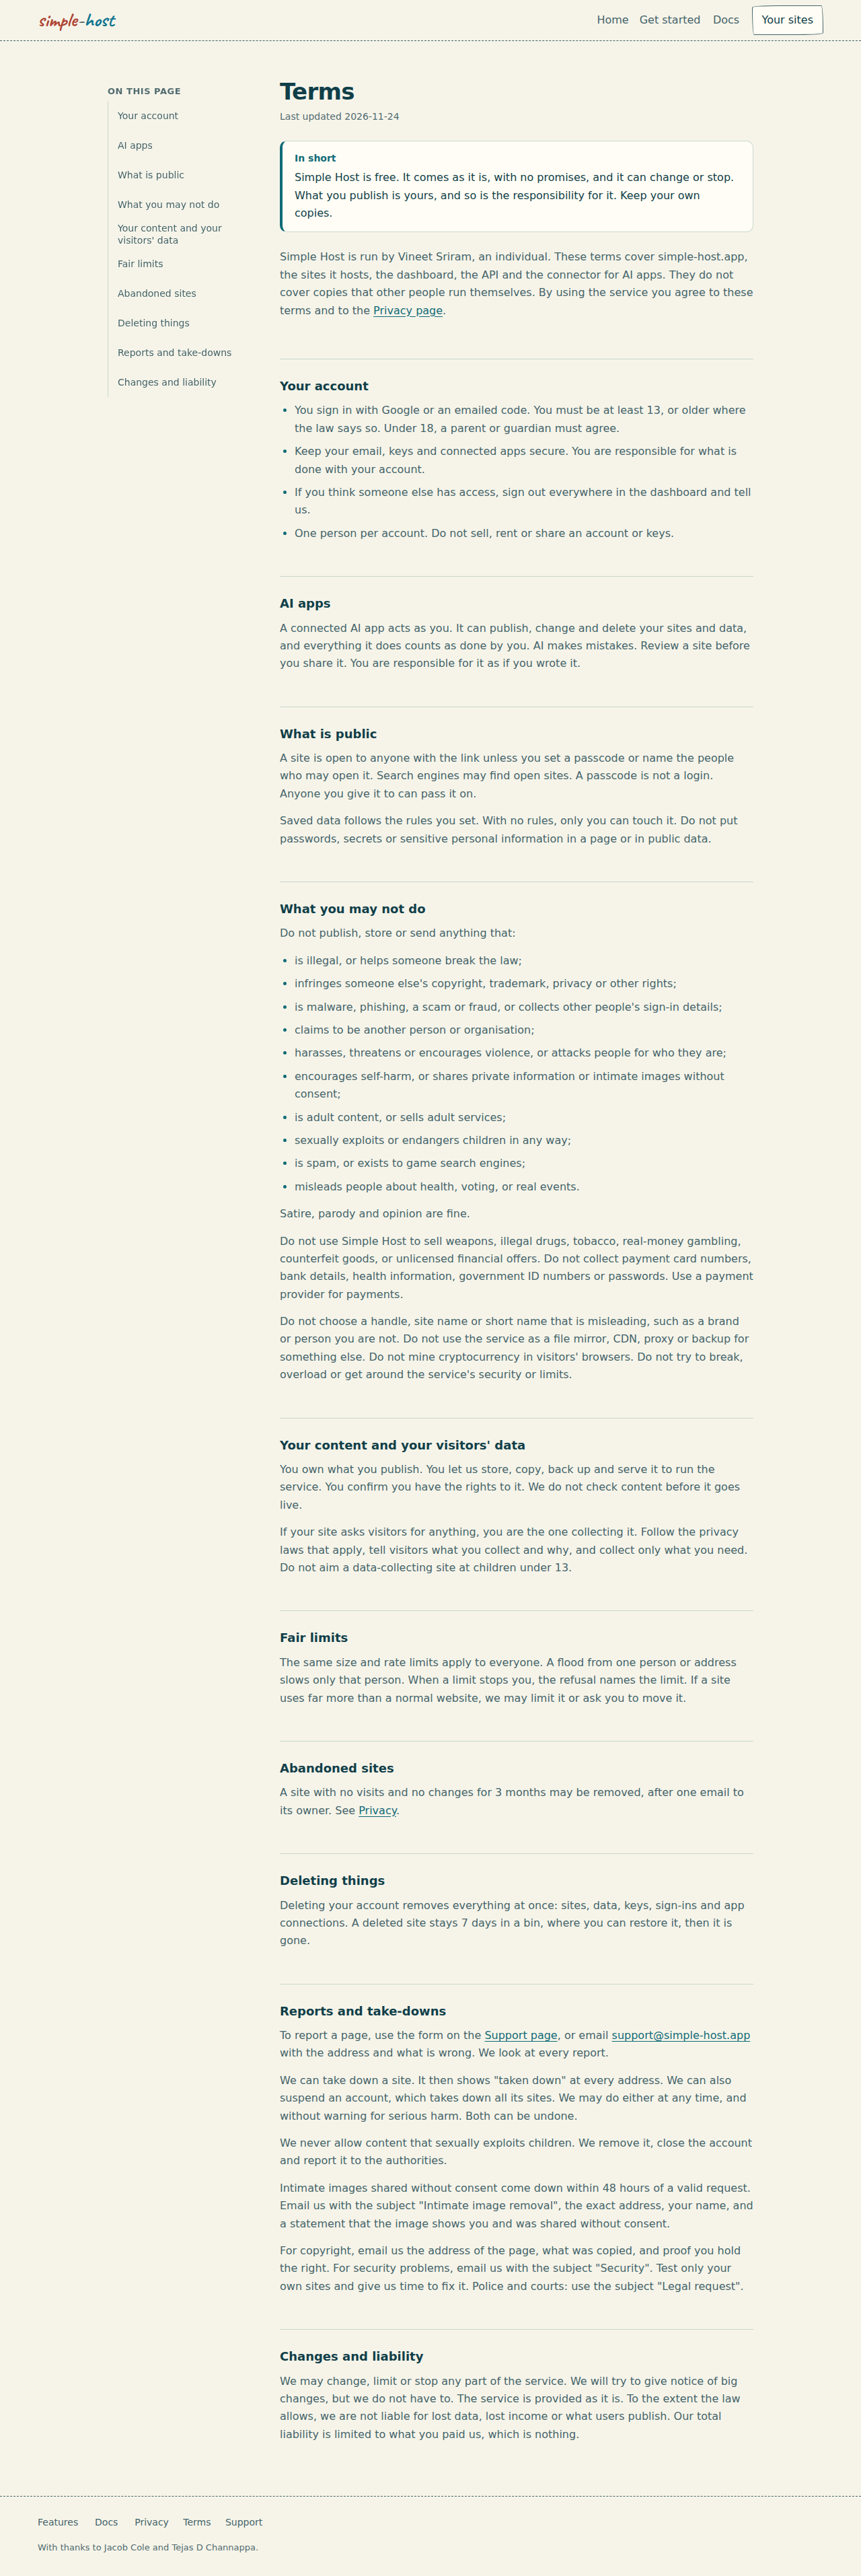 simple-host
Home
Get started
Docs
Your sites
ON THIS PAGE
Your account
AI apps
What is public
What you may not do
Your content and your
visitors' data
Fair limits
Abandoned sites
Deleting things
Reports and take-downs
Changes and liability
Terms
Last updated 2026-11-24
In short
Simple Host is free. It comes as it is, with no promises, and it can change or stop.
What you publish is yours, and so is the responsibility for it. Keep your own
copies.
Simple Host is run by Vineet Sriram, an individual. These terms cover simple-host.app,
the sites it hosts, the dashboard, the API and the connector for AI apps. They do not
cover copies that other people run themselves. By using the service you agree to these
terms and to the Privacy page.
Your account
• You sign in with Google or an emailed code. You must be at least 13, or older where
the law says so. Under 18, a parent or guardian must agree.
• Keep your email, keys and connected apps secure. You are responsible for what is
done with your account.
• If you think someone else has access, sign out everywhere in the dashboard and tell
us.
• One person per account. Do not sell, rent or share an account or keys.
AI apps
A connected AI app acts as you. It can publish, change and delete your sites and data,
and everything it does counts as done by you. AI makes mistakes. Review a site before
you share it. You are responsible for it as if you wrote it.
What is public
A site is open to anyone with the link unless you set a passcode or name the people
who may open it. Search engines may find open sites. A passcode is not a login.
Anyone you give it to can pass it on.
Saved data follows the rules you set. With no rules, only you can touch it. Do not put
passwords, secrets or sensitive personal information in a page or in public data.
What you may not do
Do not publish, store or send anything that:
• is illegal, or helps someone break the law;
• infringes someone else's copyright, trademark, privacy or other rights;
• is malware, phishing, a scam or fraud, or collects other people's sign-in details;
• claims to be another person or organisation;
• harasses, threatens or encourages violence, or attacks people for who they are;
• encourages self-harm, or shares private information or intimate images without
consent;
• is adult content, or sells adult services;
• sexually exploits or endangers children in any way;
• is spam, or exists to game search engines;
• misleads people about health, voting, or real events.
Satire, parody and opinion are fine.
Do not use Simple Host to sell weapons, illegal drugs, tobacco, real-money gambling,
counterfeit goods, or unlicensed financial offers. Do not collect payment card numbers,
bank details, health information, government ID numbers or passwords. Use a payment
provider for payments.
Do not choose a handle, site name or short name that is misleading, such as a brand
or person you are not. Do not use the service as a file mirror, CDN, proxy or backup for
something else. Do not mine cryptocurrency in visitors' browsers. Do not try to break,
overload or get around the service's security or limits.
Your content and your visitors' data
You own what you publish. You let us store, copy, back up and serve it to run the
service. You confirm you have the rights to it. We do not check content before it goes
live.
If your site asks visitors for anything, you are the one collecting it. Follow the privacy
laws that apply, tell visitors what you collect and why, and collect only what you need.
Do not aim a data-collecting site at children under 13.
Fair limits
The same size and rate limits apply to everyone. A flood from one person or address
slows only that person. When a limit stops you, the refusal names the limit. If a site
uses far more than a normal website, we may limit it or ask you to move it.
Abandoned sites
A site with no visits and no changes for 3 months may be removed, after one email to
its owner. See Privacy.
Deleting things
Deleting your account removes everything at once: sites, data, keys, sign-ins and app
connections. A deleted site stays 7 days in a bin, where you can restore it, then it is
gone.
Reports and take-downs
To report a page, use the form on the Support page, or email support@simple-host.app
with the address and what is wrong. We look at every report.
We can take down a site. It then shows "taken down" at every address. We can also
suspend an account, which takes down all its sites. We may do either at any time, and
without warning for serious harm. Both can be undone.
We never allow content that sexually exploits children. We remove it, close the account
and report it to the authorities.
Intimate images shared without consent come down within 48 hours of a valid request.
Email us with the subject "Intimate image removal", the exact address, your name, and
a statement that the image shows you and was shared without consent.
For copyright, email us the address of the page, what was copied, and proof you hold
the right. For security problems, email us with the subject "Security". Test only your
own sites and give us time to fix it. Police and courts: use the subject "Legal request".
Changes and liability
We may change, limit or stop any part of the service. We will try to give notice of big
changes, but we do not have to. The service is provided as it is. To the extent the law
allows, we are not liable for lost data, lost income or what users publish. Our total
liability is limited to what you paid us, which is nothing.
Features
Docs
Privacy
Terms
Support
With thanks to Jacob Cole and Tejas D Channappa.